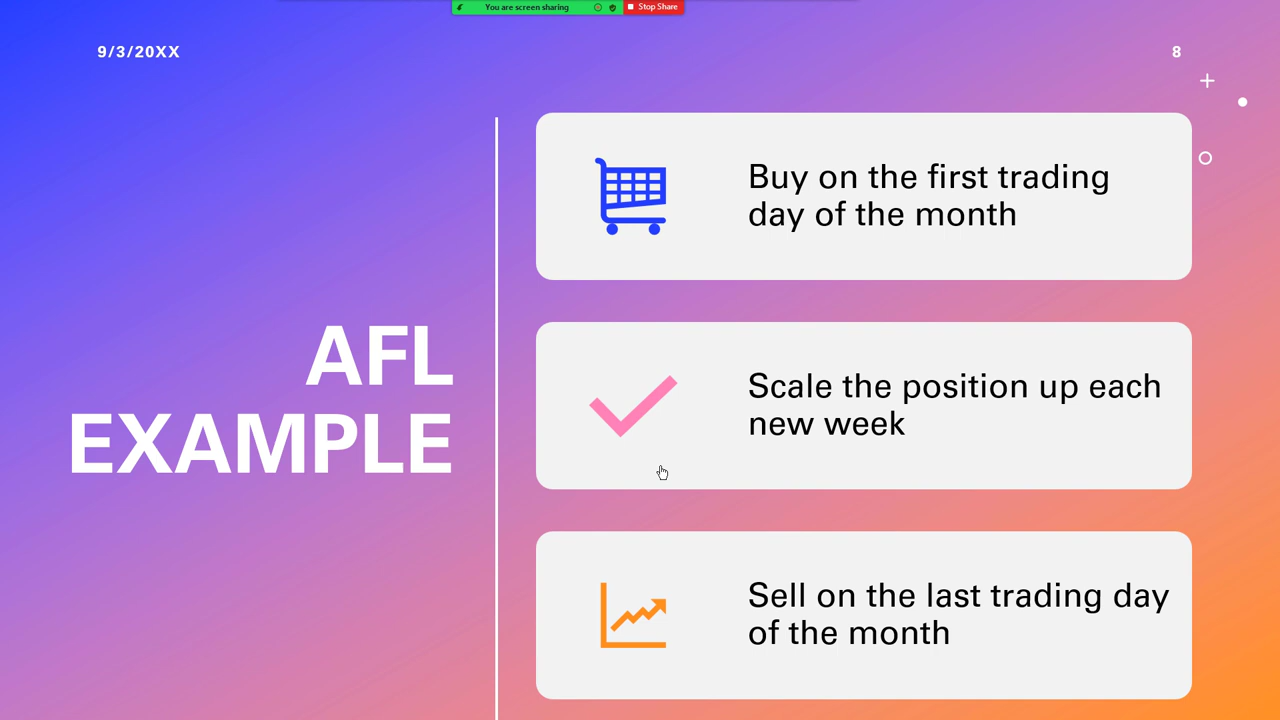 You are screen sharing
Stop Share
9/3/20XX
8
AFL
EXAMPLE
Buy on the first trading
day of the month
Scale the position up each
new week
Sell on the last trading day
of the month